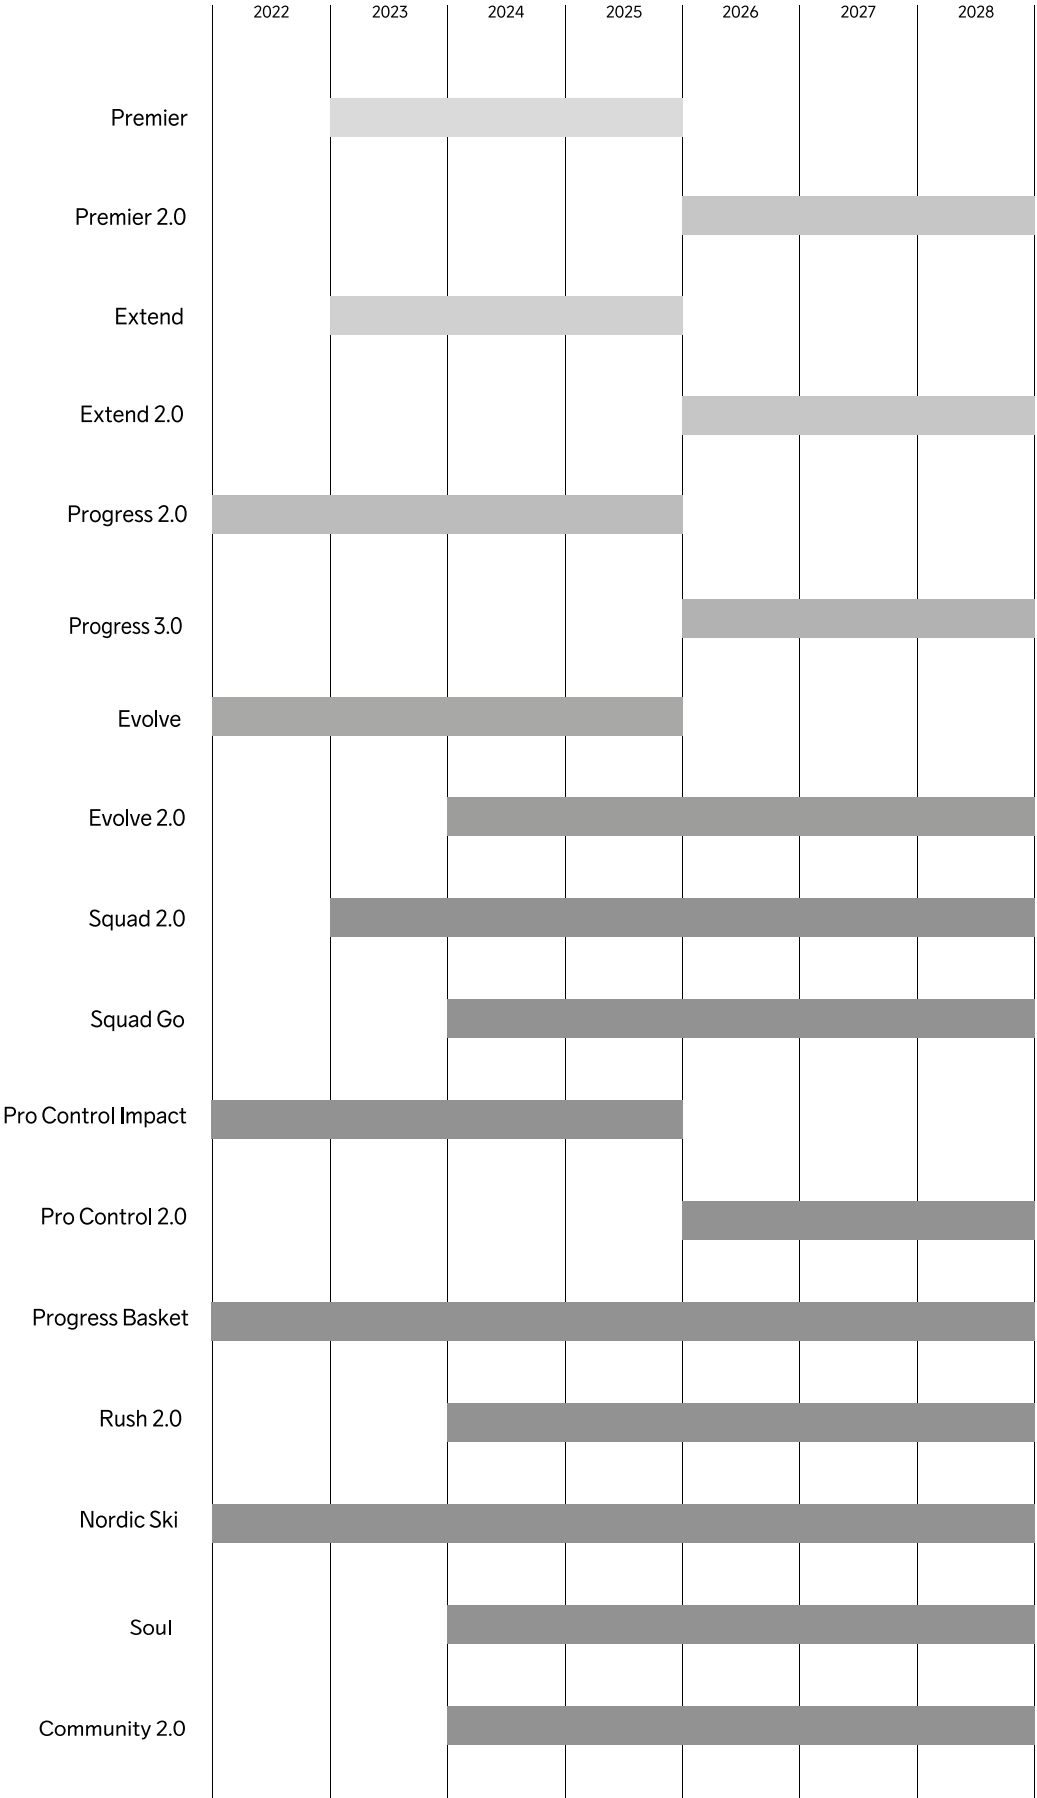 2022 2023 2024 2025 2026 2027 2028
Premier
Premier 2.0
Extend
Extend 2.0
Progress 2.0
Progress 3.0
Evolve
Evolve 2.0
Squad 2.0
Squad Go
Pro Control Impact
Pro Control 2.0
Progress Basket
Rush 2.0
Nordic Ski
Soul
Community 2.0